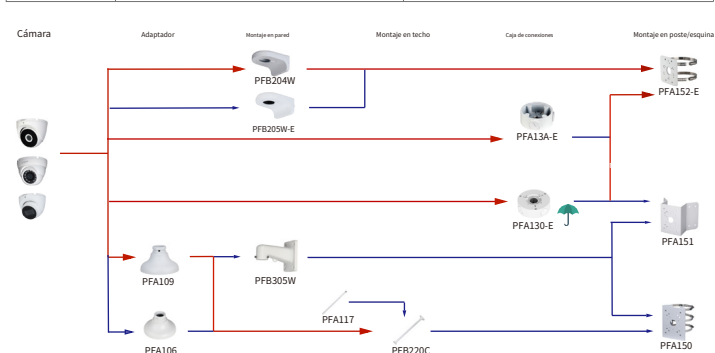 Cámara
Adaptador
Montaje en pared
Montaje en techo
Caja de conexiones
Montaje en poste/esquina
PFB204W
PFA152-E
PFB205W-E
PFA13A-E
PFA130-E
PFA151
PFA109
PFB305W
PFA117
PFA106
PFB220C
PFA150